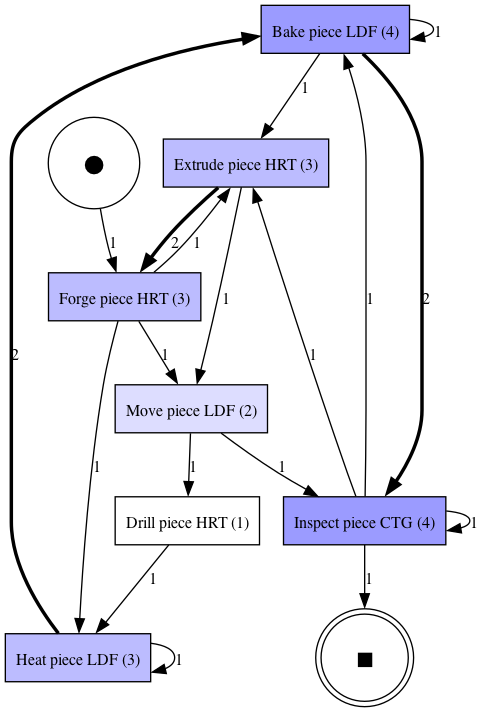 Bake piece LDF (4)
1
1
Extrude piece HRT (3)
1
2
1
Forge piece HRT (3)
1
1
2
1
1
2
Move piece LDF (2)
1
1
1
Drill piece HRT (1)
Inspect piece CTG (4)
1
1
1
Heat piece LDF (3)
1